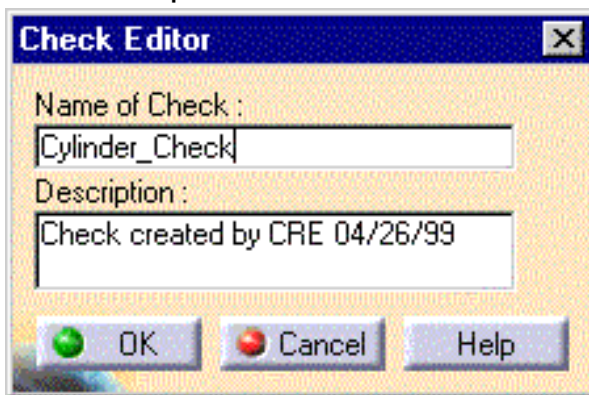 Check Editor
Name of Check :
Cylinder_Check
Description :
Check created by CRE 04/26/99
OK Cancel Help